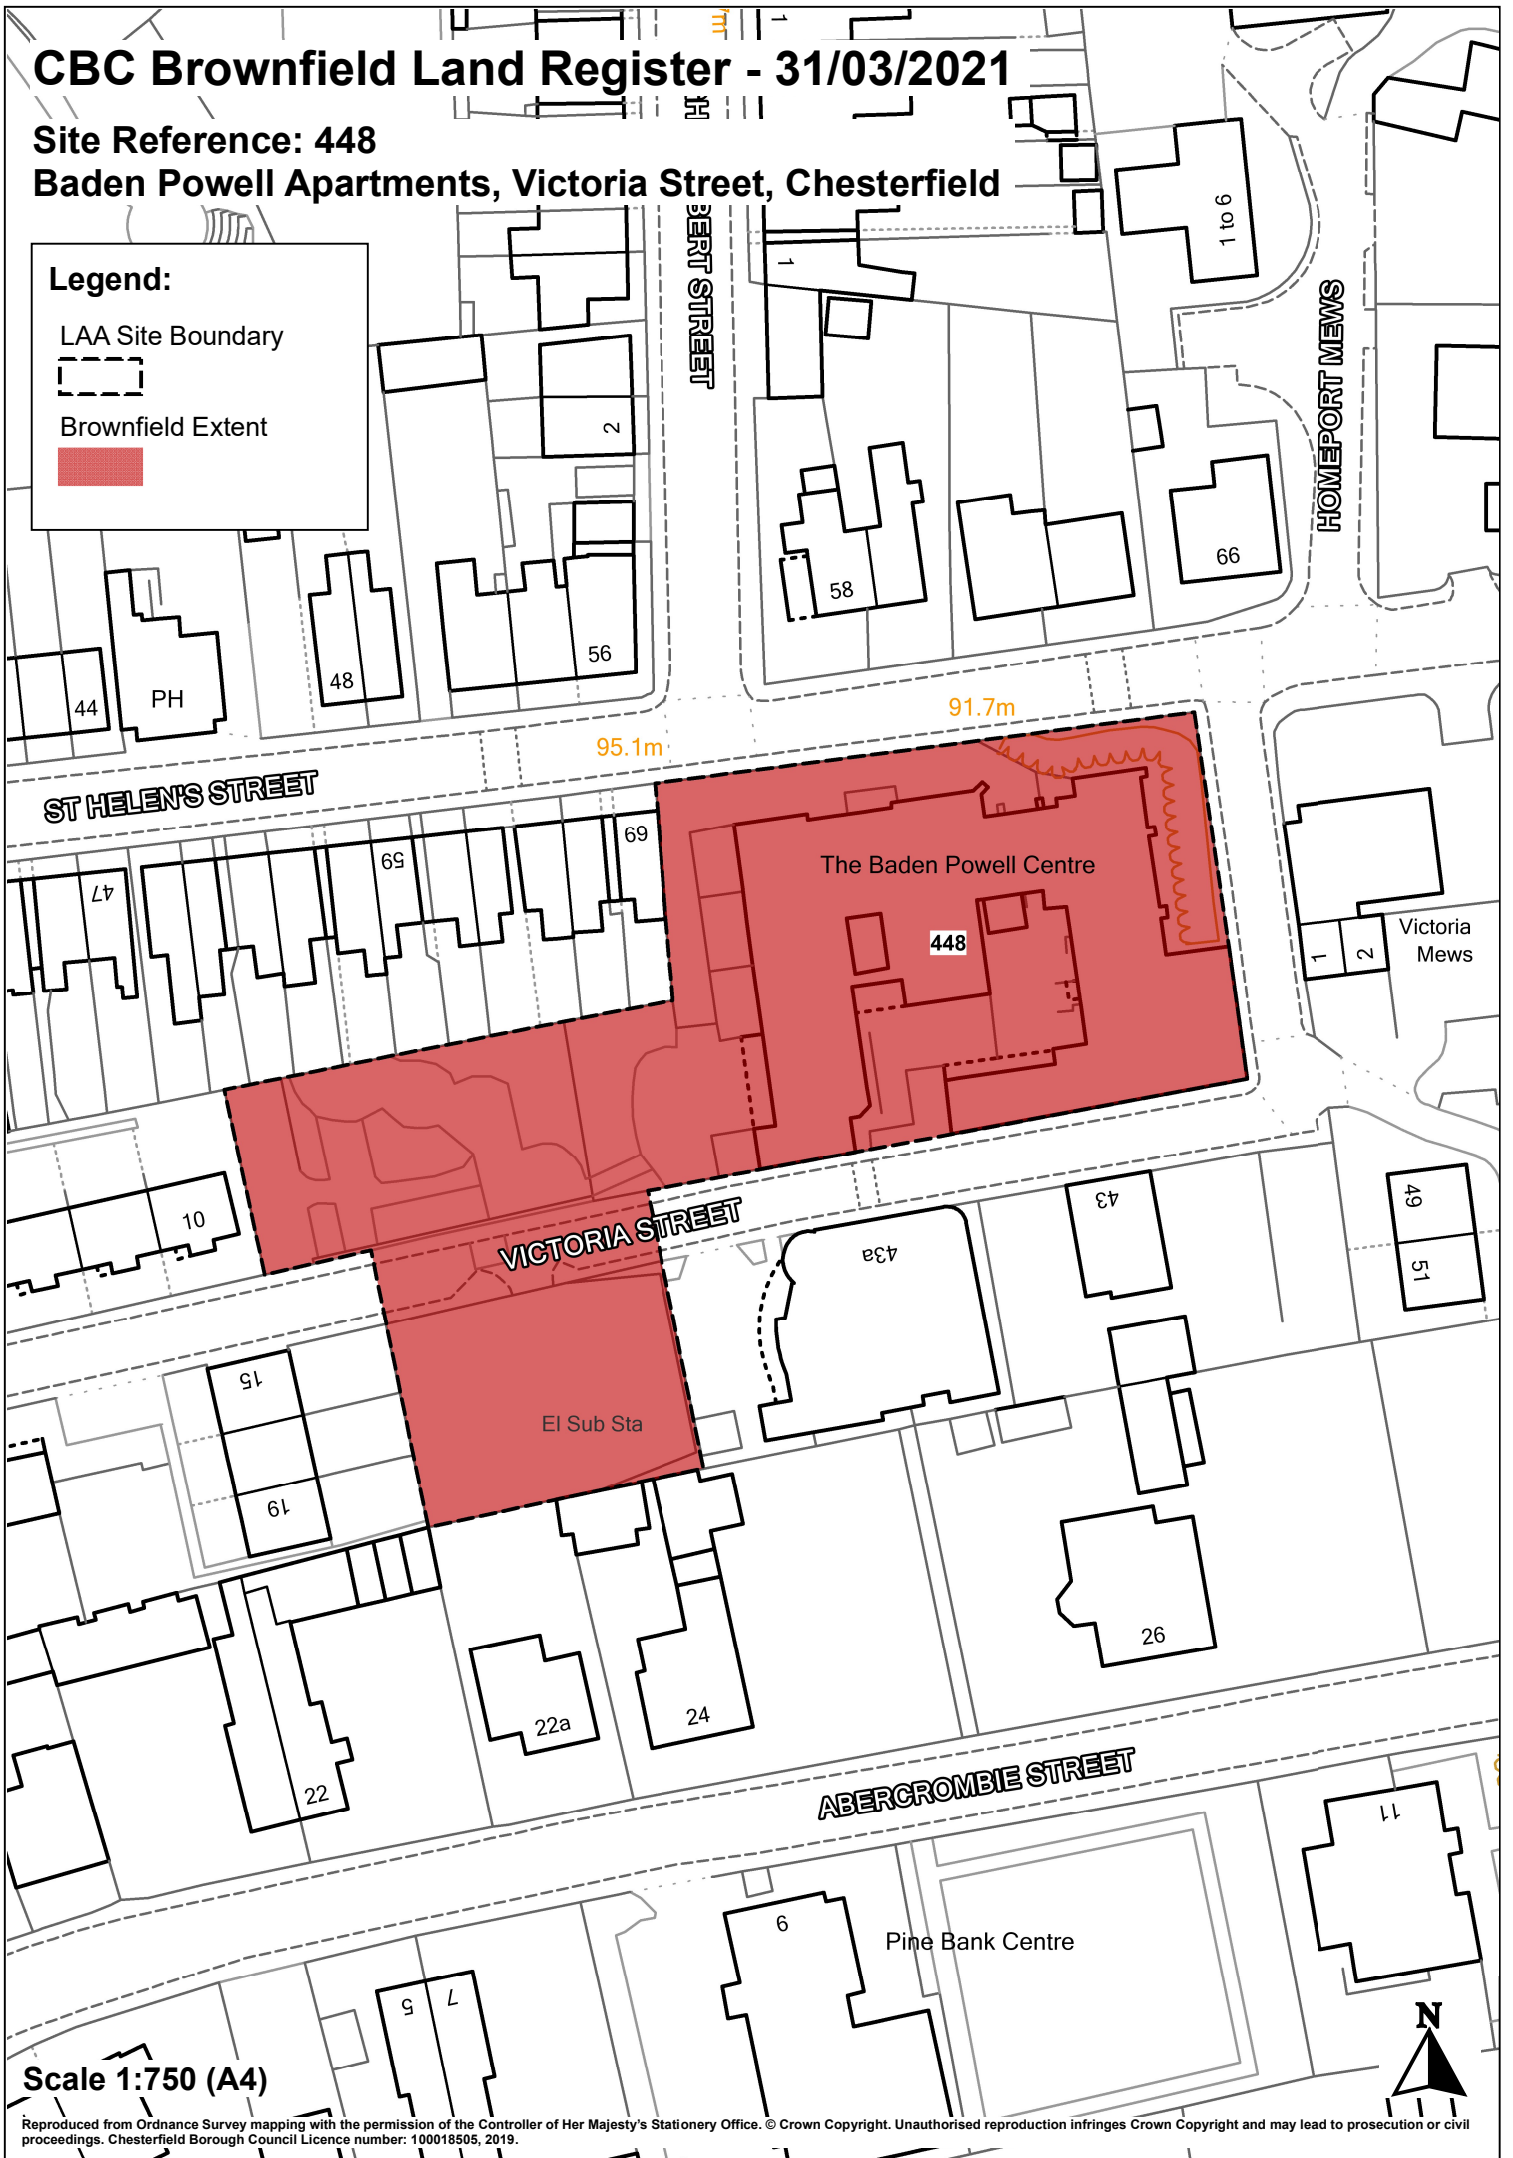 CBC Brownfield Land Register - 31/03/2021
Site Reference: 448
Baden Powell Apartments, Victoria Street, Chesterfield
Legend:
LAA Site Boundary
Brownfield Extent
1
1
1 to 6
BERT STREET
HOMEPORT MEWS
2
58
66
56
48
44
PH
91.7m
95.1m
ST HELEN'S STREET
47
59
69
The Baden Powell Centre
448
Victoria
Mews
1
2
10
VICTORIA STREET
43a
43
49
51
15
19
El Sub Sta
22
22a
24
26
ABERCROMBIE STREET
11
9
Pine Bank Centre
5
7
N
Scale 1:750 (A4)
Reproduced from Ordnance Survey mapping with the permission of the Controller of Her Majesty's Stationery Office. © Crown Copyright. Unauthorised reproduction infringes Crown Copyright and may lead to prosecution or civil
proceedings. Chesterfield Borough Council Licence number: 100018505, 2019.